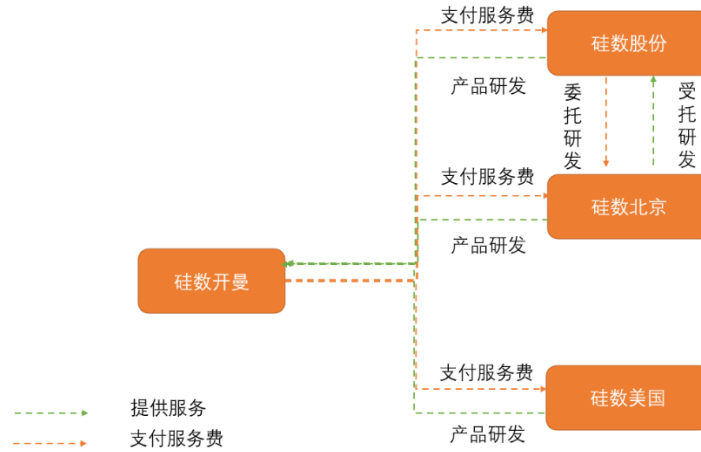 支付服务费
硅数股份
产品研发
委托研发
受托研发
支付服务费
硅数北京
产品研发
硅数开曼
支付服务费
硅数美国
提供服务
产品研发
支付服务费